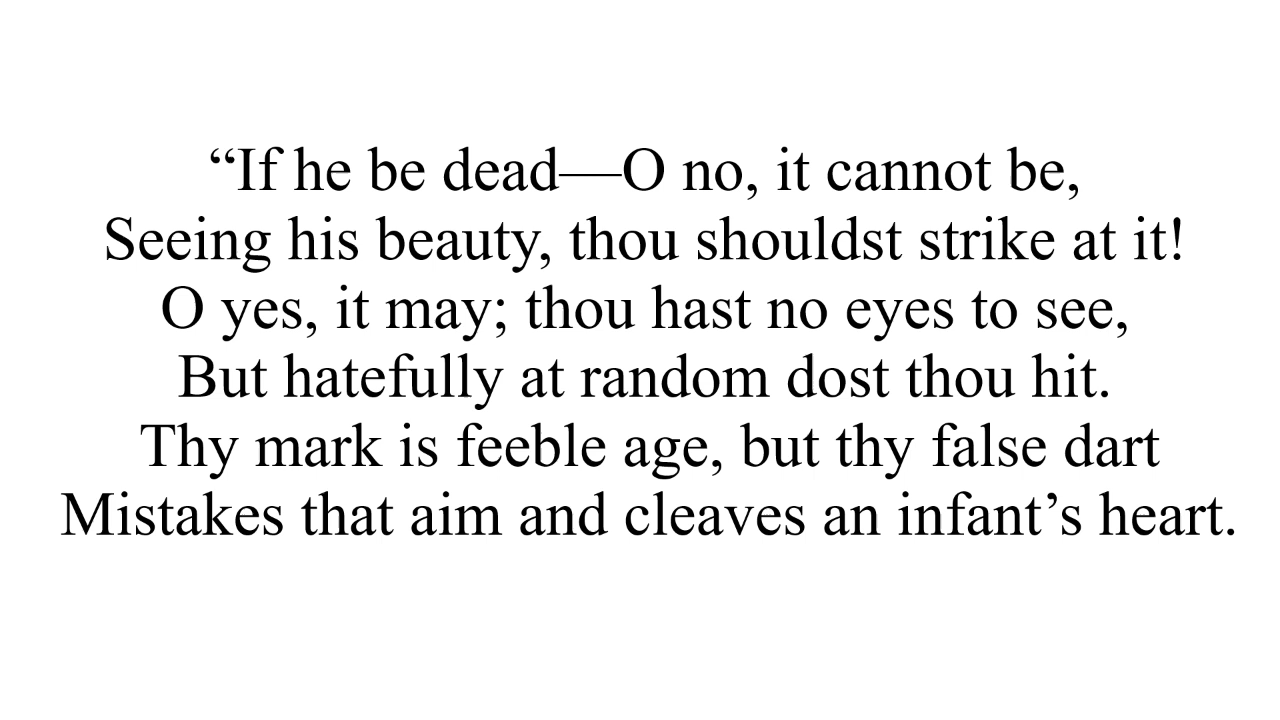 “If he be dead—O no, it cannot be,
Seeing his beauty, thou shouldst strike at it!
O yes, it may; thou hast no eyes to see,
But hatefully at random dost thou hit.
Thy mark is feeble age, but thy false dart
Mistakes that aim and cleaves an infant’s heart.